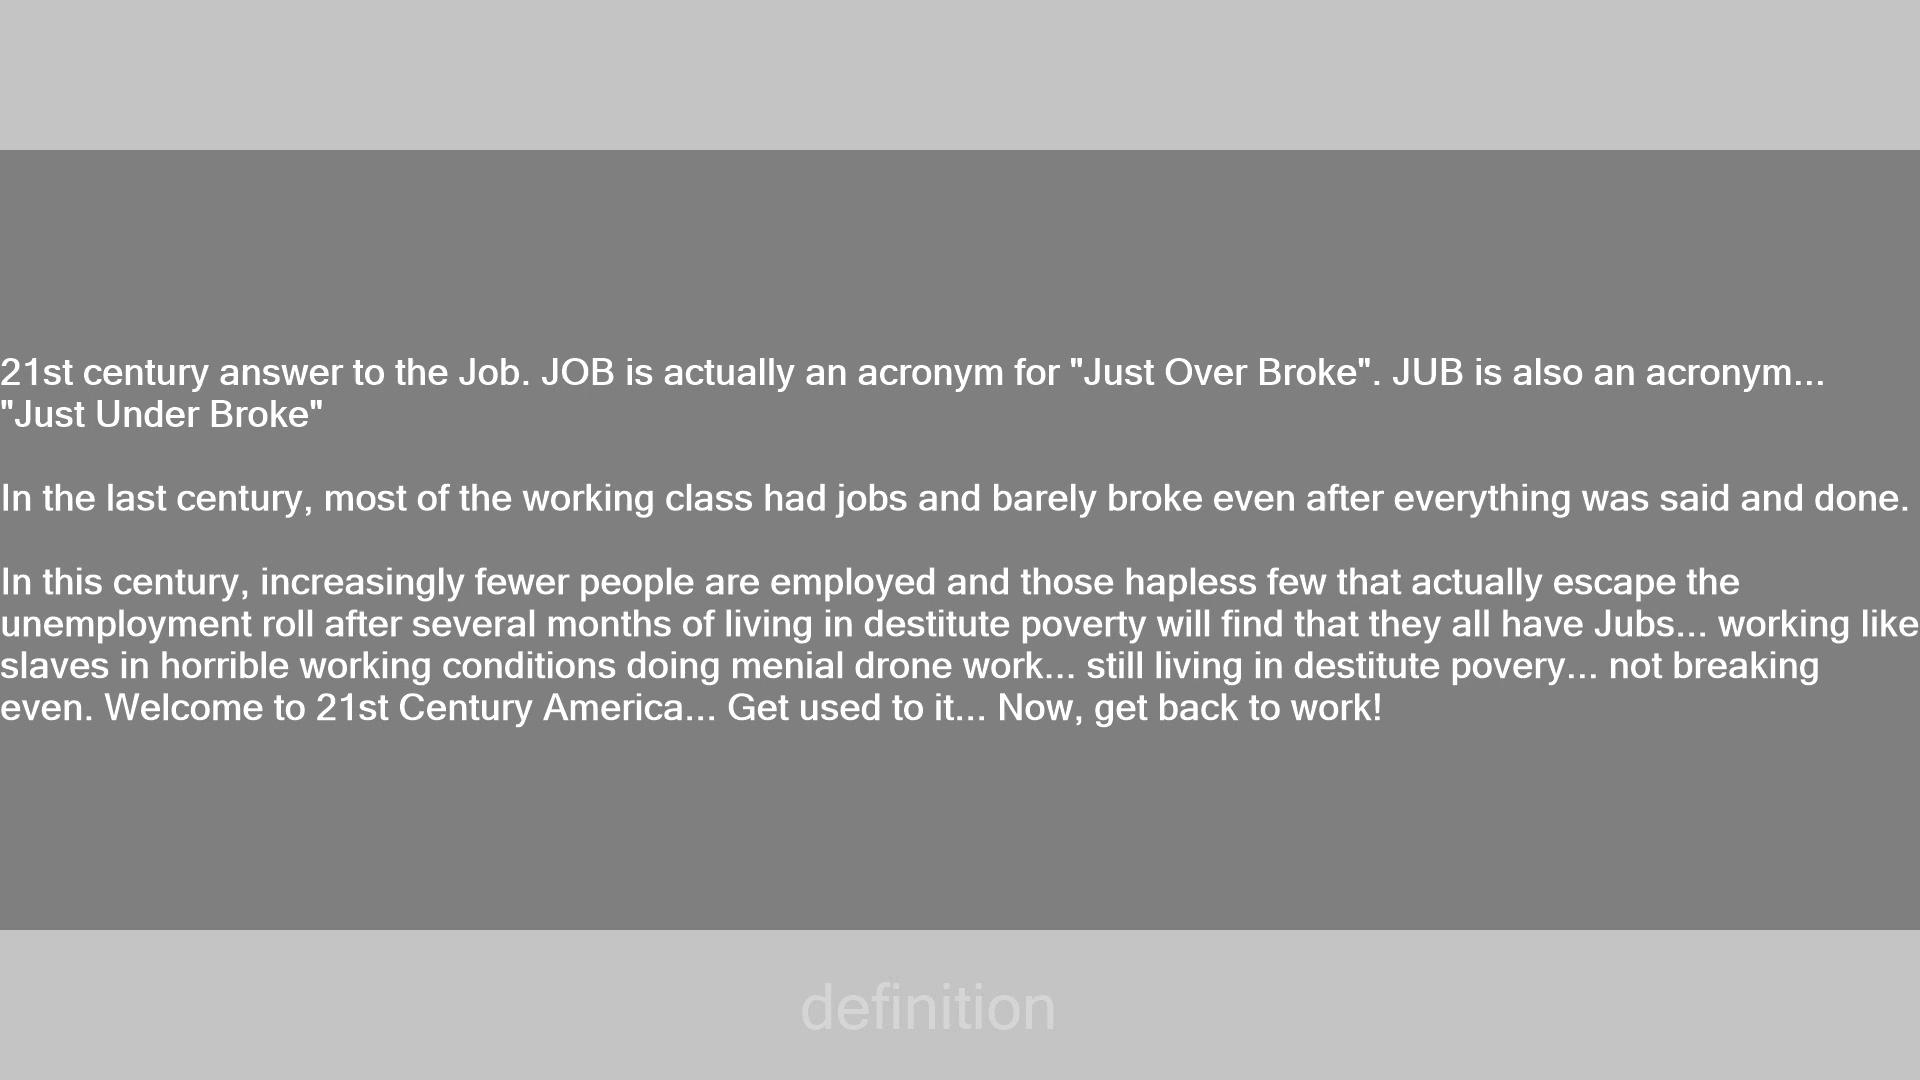 21st century answer to the Job. JOB is actually an acronym for "Just Over Broke". JUB is also an acronym...
"Just Under Broke"
In the last century, most of the working class had jobs and barely broke even after everything was said and done.
In this century, increasingly fewer people are employed and those hapless few that actually escape the
unemployment roll after several months of living in destitute poverty will find that they all have Jubs... working like
slaves in horrible working conditions doing menial drone work... still living in destitute povery... not breaking
even. Welcome to 21st Century America... Get used to it... Now, get back to work!
definition